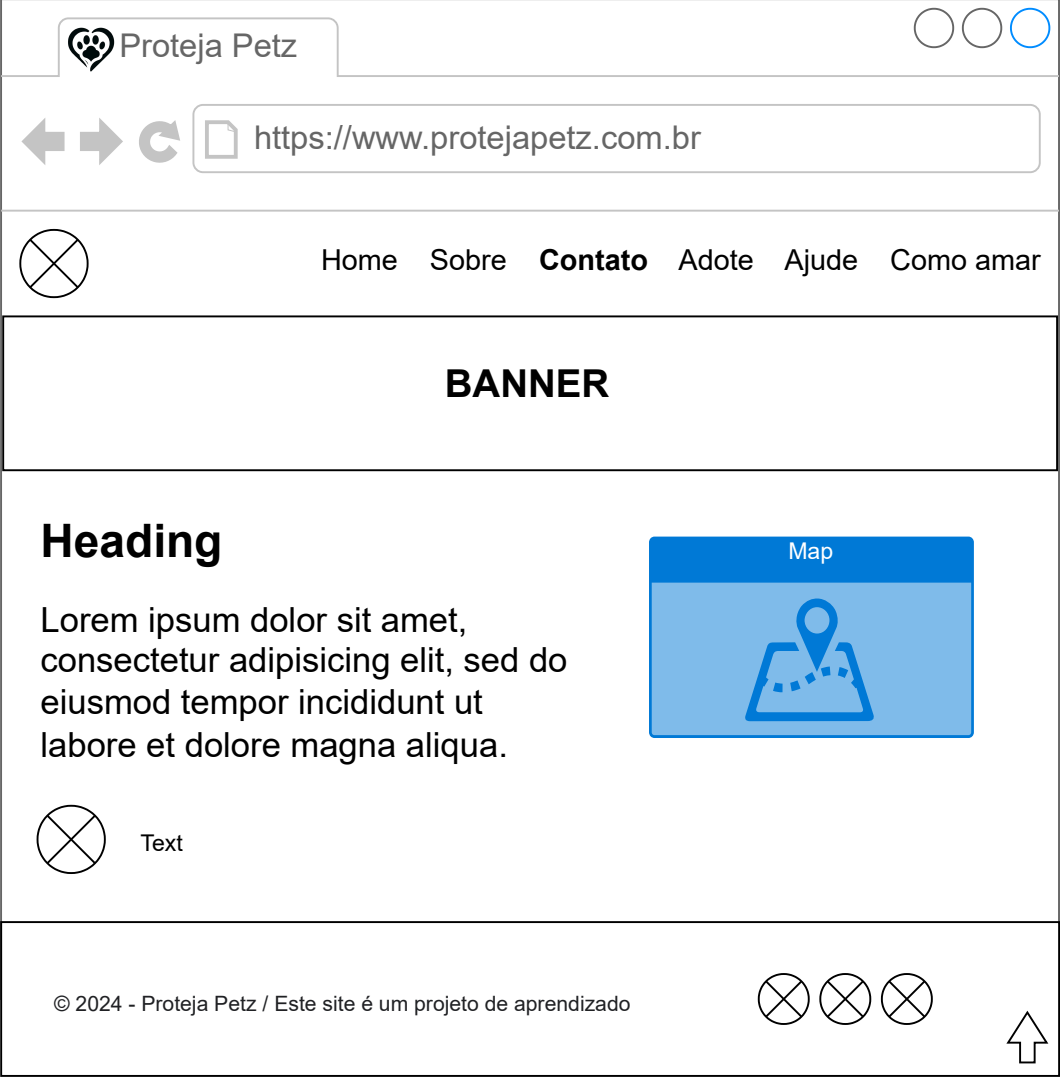 Proteja Petz
https://www.protejapetz.com.br
Home Sobre Contato Adote Ajude Como amar
BANNER
Heading
Lorem ipsum dolor sit amet,
consectetur adipisicing elit, sed do
eiusmod tempor incididunt ut
labore et dolore magna aliqua.
Map
Text
© 2024 - Proteja Petz / Este site é um projeto de aprendizado